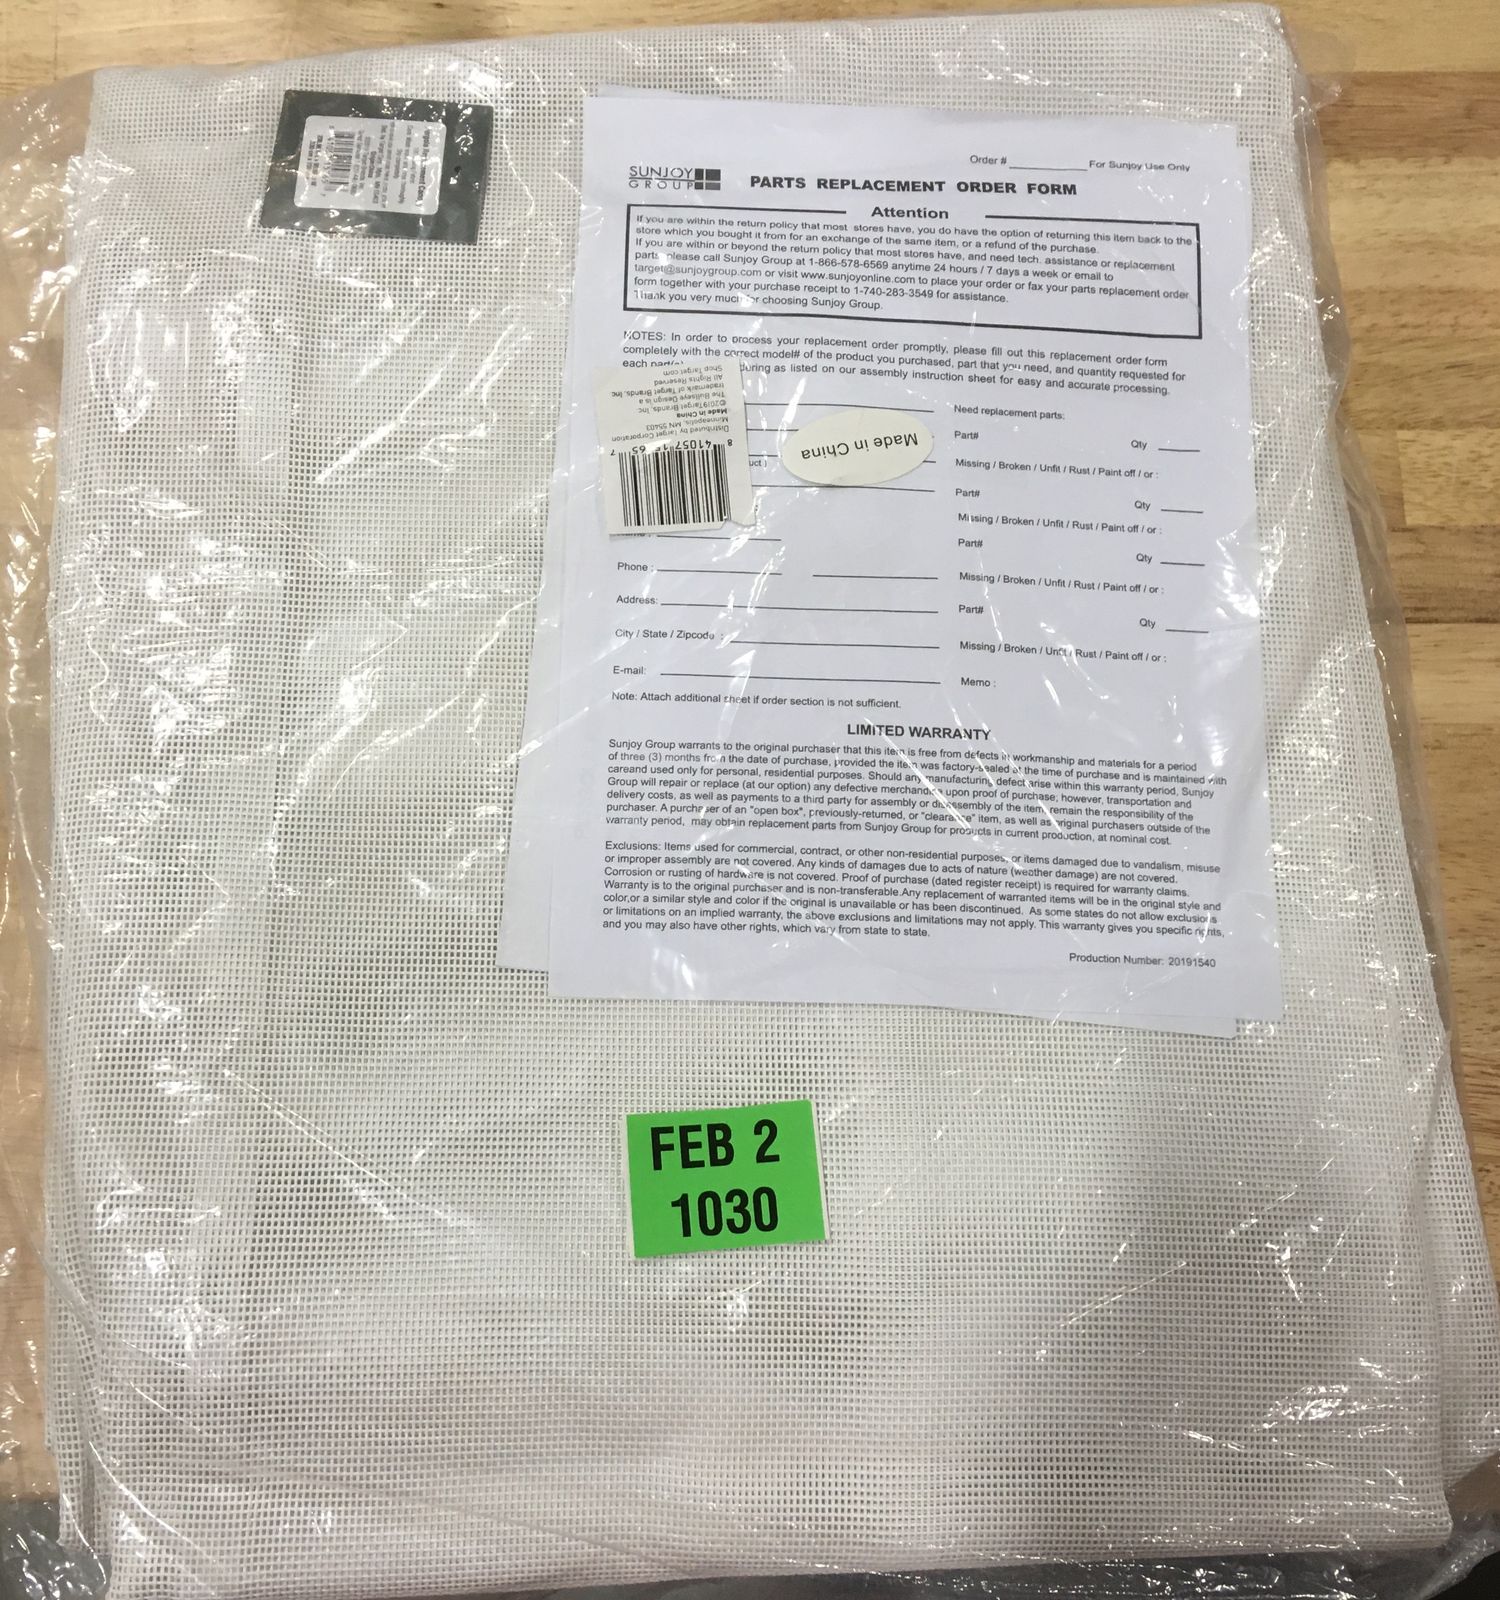 Order # ____________ For Sunjoy Use Only
SUNJOY
GROUP
PARTS REPLACEMENT ORDER FORM
Attention
If you are within the return policy that most stores have, you do have the option of returning this item back to the
store which you bought it from for an exchange of the same item, or a refund of the purchase.
If you are within or beyond the return policy that most stores have, and need tech. assistance or replacement
parts, please call Sunjoy Group at 1-866-578-6569 anytime 24 hours / 7 days a week or email to
target@sunjoygroup.com or visit www.sunjoyonline.com to place your order or fax your parts replacement order
form together with your purchase receipt to 1-740-283-3549 for assistance.
Thank you very much for choosing Sunjoy Group.
NOTES: In order to process your replacement order promptly, please fill out this replacement order form
completely with the correct model# of the product you purchased, part that you need, and quantity requested for
each during as listed on our assembly instruction sheet for easy and accurate processing.
Need replacement parts:
Part# Qty
Missing / Broken / Unfit / Rust / Paint off / or :
Part# Qty
Missing / Broken / Unfit / Rust / Paint off / or :
Part# Qty
Missing / Broken / Unfit / Rust / Paint off / or :
Part# Qty
Missing / Broken / Unfit / Rust / Paint off / or :
Memo :
Shop Target.com
All Rights Reserved
trademark of Target Brands, Inc
The Bullseye Design is a
©2019Target Brands, Inc
Made in China
Minneapolis, MN 55403
Distributed by Target Corporation
Made in China
uct )
Phone :
Address:
City / State / Zipcode :
E-mail:
Note: Attach additional sheet if order section is not sufficient.
LIMITED WARRANTY
Sunjoy Group warrants to the original purchaser that this item is free from defects in workmanship and materials for a period
of three (3) months from the date of purchase, provided the item was factory-sealed at the time of purchase and is maintained with
careand used only for personal, residential purposes. Should any manufacturing defect arise within this warranty period, Sunjoy
Group will repair or replace (at our option) any defective merchandise upon proof of purchase; however, transportation and
delivery costs, as well as payments to a third party for assembly or disassembly of the item, remain the responsibility of the
purchaser. A purchaser of an "open box", previously-returned, or "clearance" item, as well as original purchasers outside of the
warranty period, may obtain replacement parts from Sunjoy Group for products in current production, at nominal cost.
Exclusions: Items used for commercial, contract, or other non-residential purposes, or items damaged due to vandalism, misuse
or improper assembly are not covered. Any kinds of damages due to acts of nature (weather damage) are not covered.
Corrosion or rusting of hardware is not covered. Proof of purchase (dated register receipt) is required for warranty claims.
Warranty is to the original purchaser and is non-transferable.Any replacement of warranted items will be in the original style and
color,or a similar style and color if the original is unavailable or has been discontinued. As some states do not allow exclusions
or limitations on an implied warranty, the above exclusions and limitations may not apply. This warranty gives you specific rights,
and you may also have other rights, which vary from state to state.
Production Number: 20191540
FEB 2
1030